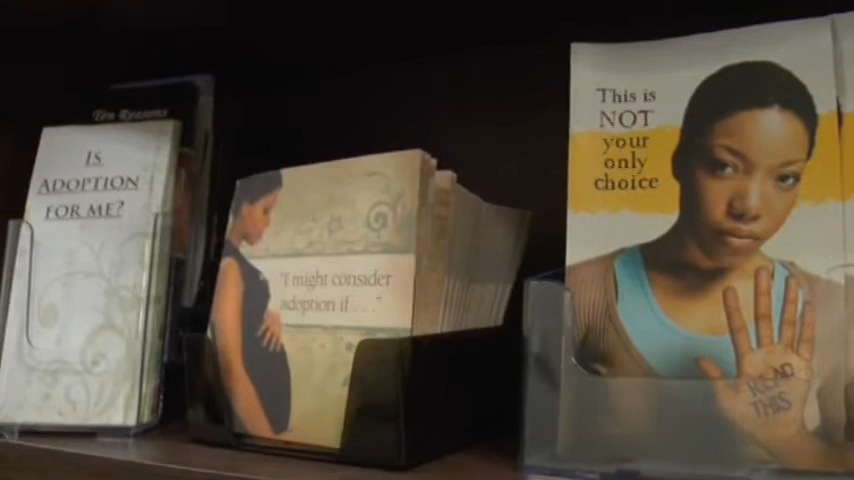 Ten Reasons
IS
ADOPTION
FOR ME?
"I might consider
adoption if . . ."
This is
NOT
your
only
choice
READ
THIS